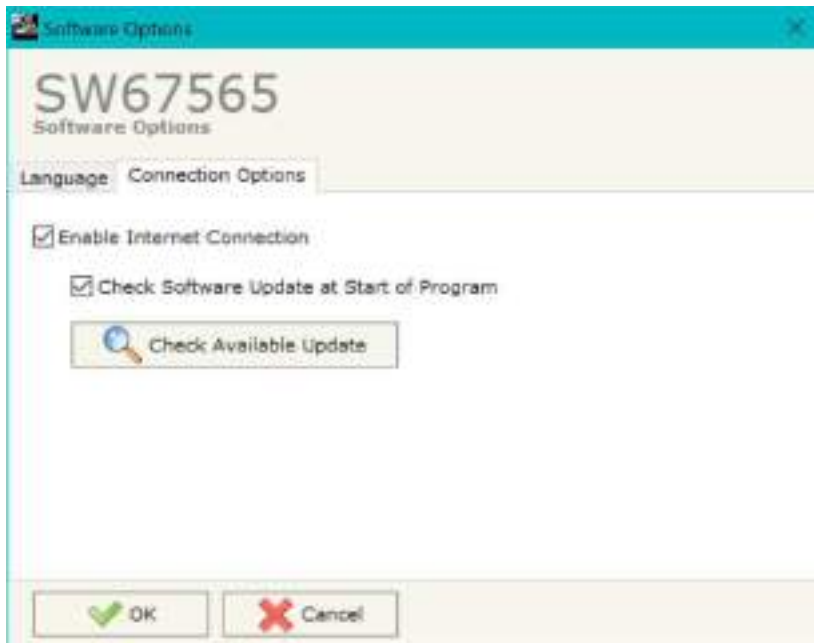 Software Options
SW67565
Software Options
Language Connection Options
Enable Internet Connection
Check Software Update at Start of Program
Check Available Update
OK Cancel